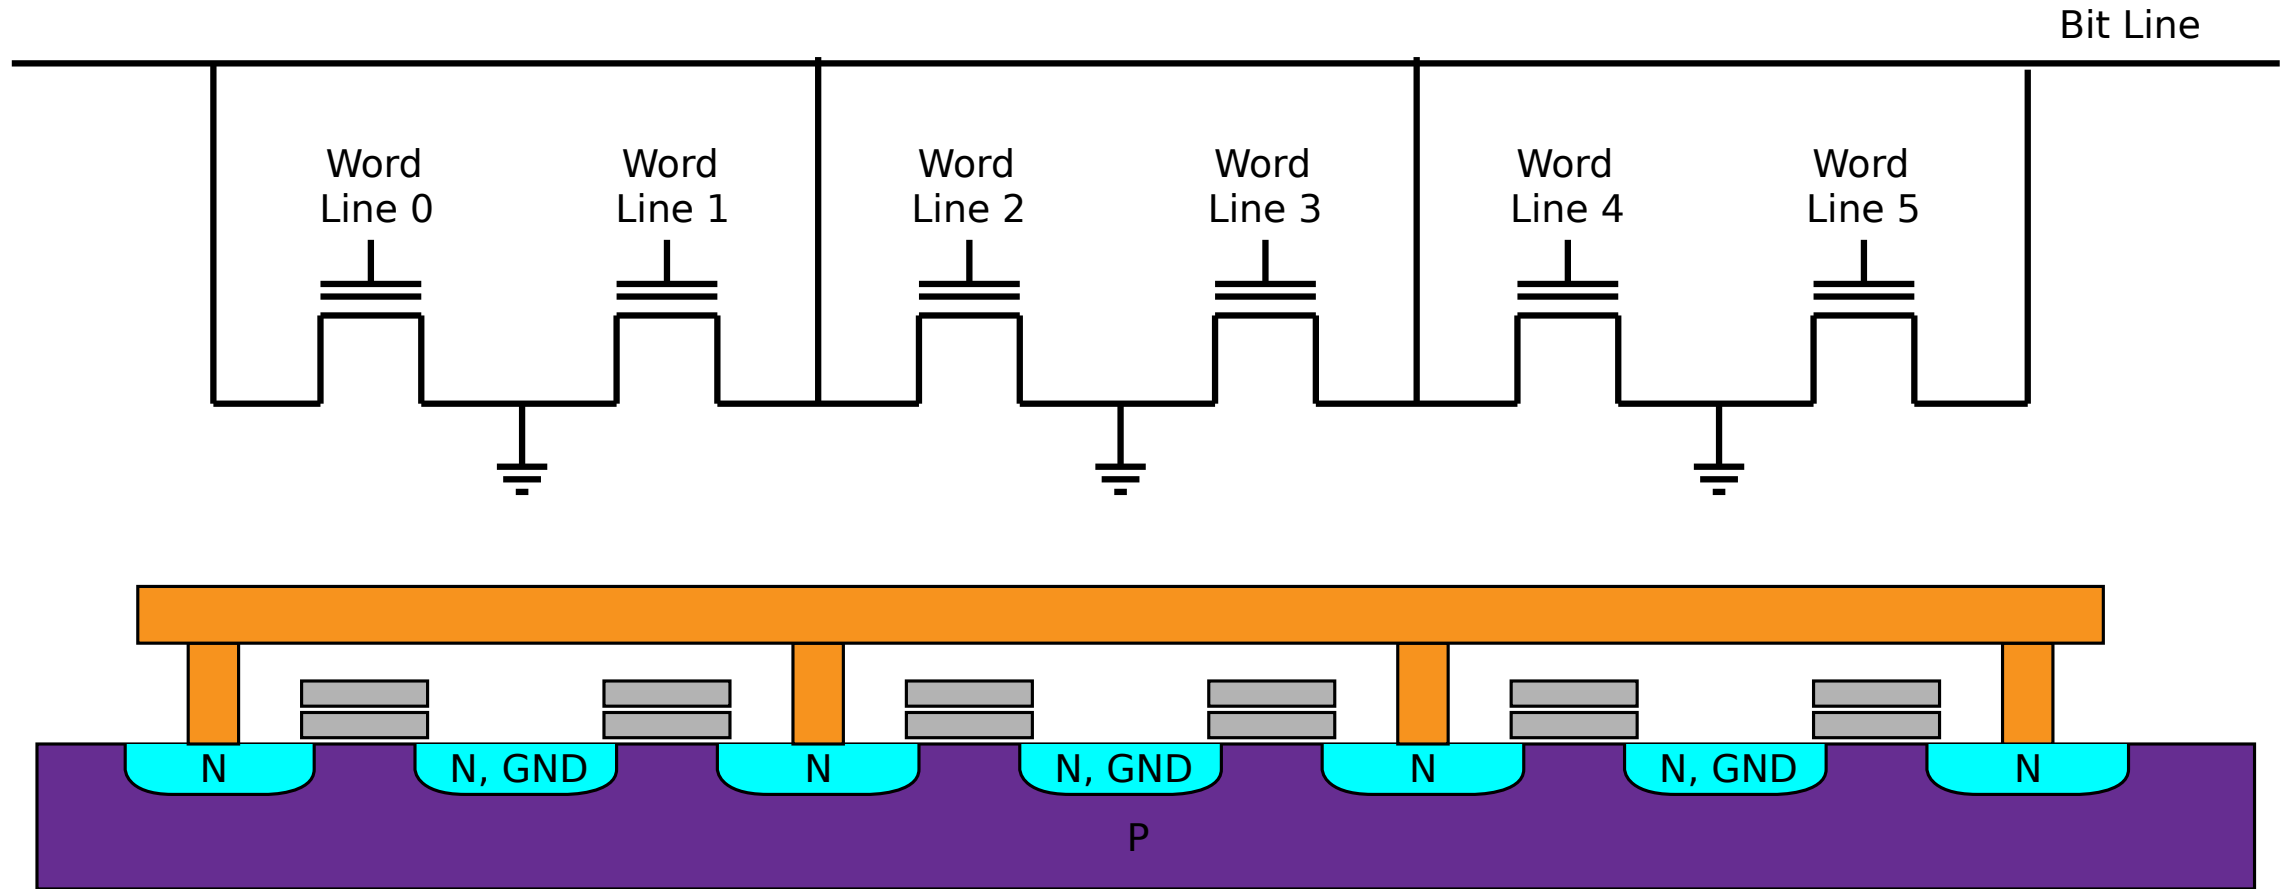 Bit Line
Word
Line 0
Word
Line 1
Word
Line 2
Word
Line 3
Word
Line 4
Word
Line 5
N
N, GND
N
N, GND
N
N, GND
N
P